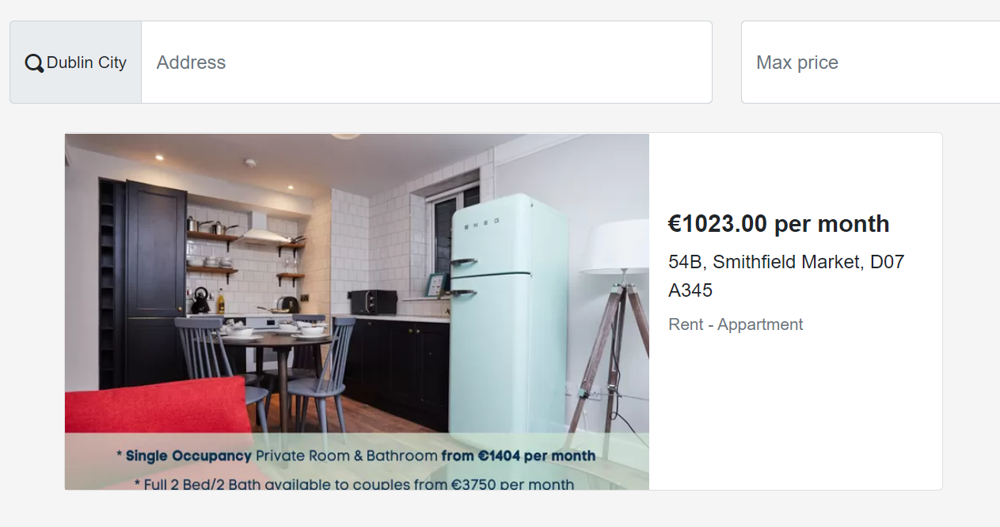 Dublin City
Address
Max price
SMEG
€1023.00 per month
54B, Smithfield Market, D07
A345
Rent - Appartment
* Single Occupancy Private Room & Bathroom from €1404 per month
* Full 2 Bed/2 Bath available to couples from €3750 per month